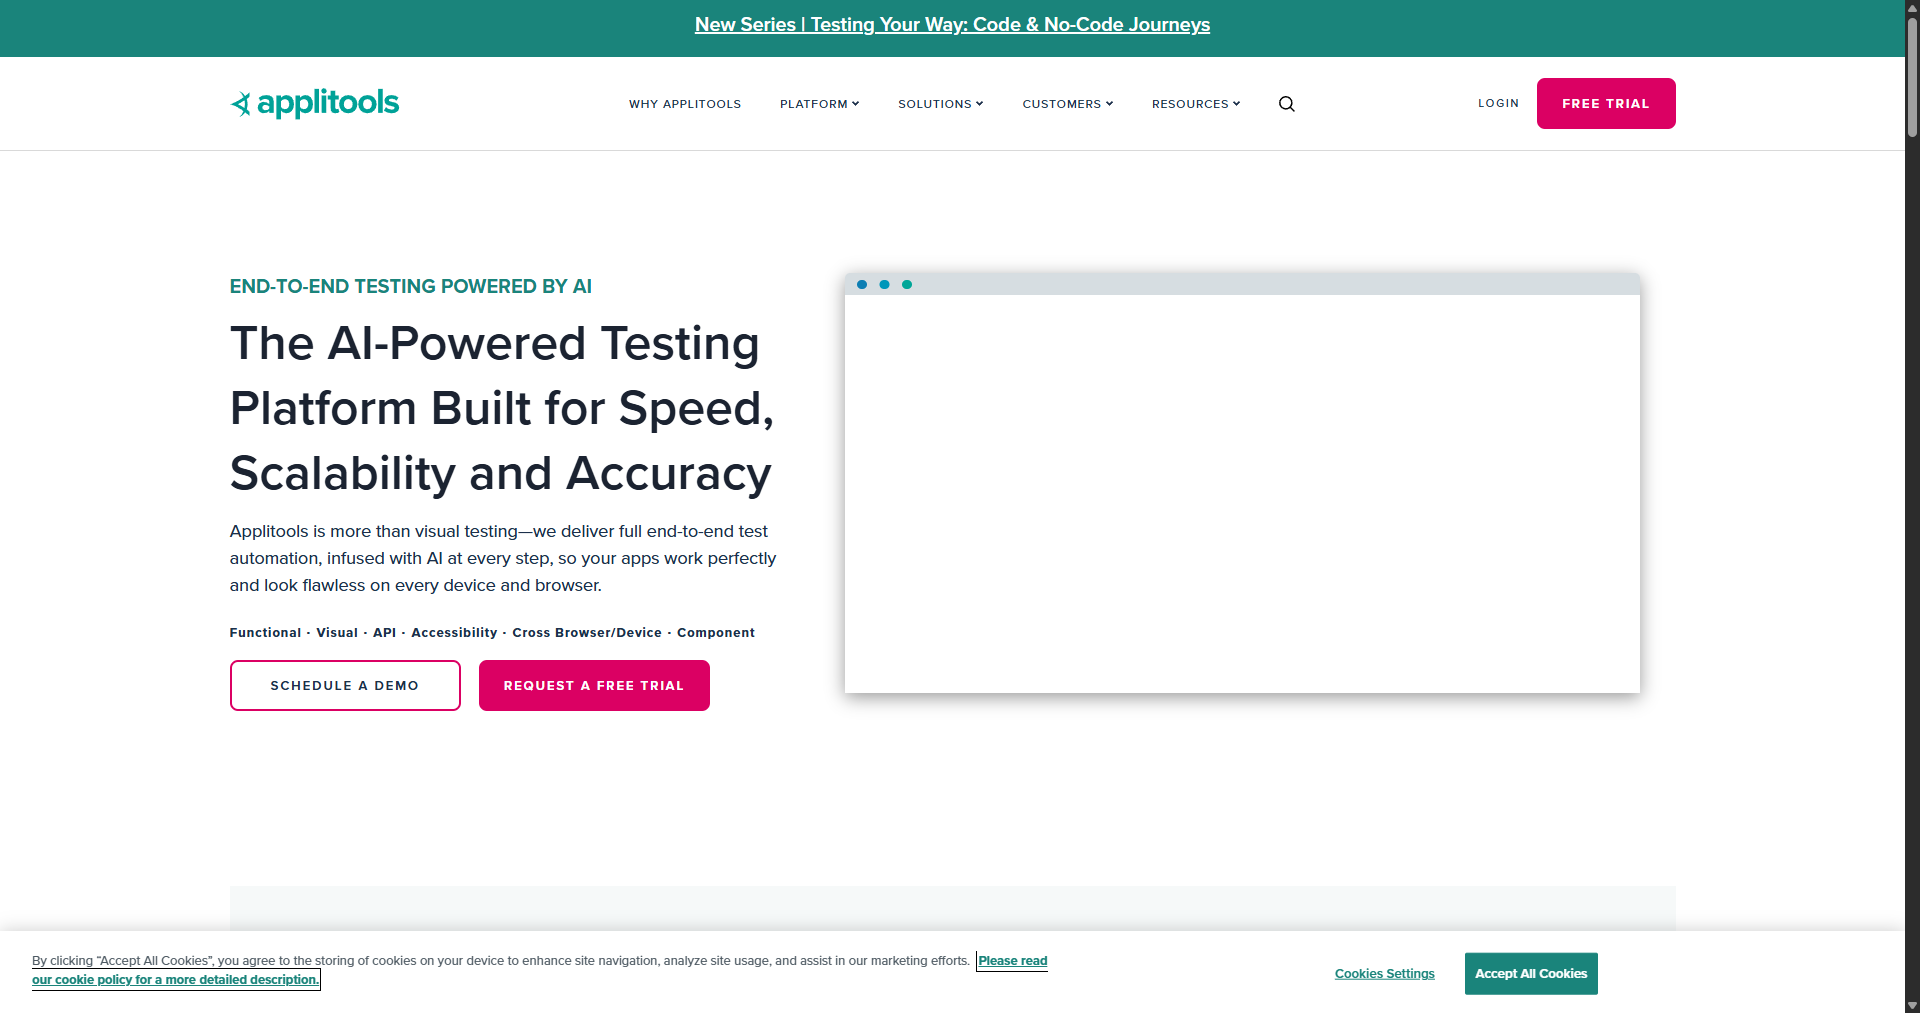 New Series | Testing Your Way: Code & No-Code Journeys
applitools
WHY APPLITOOLS
PLATFORM
SOLUTIONS
CUSTOMERS
RESOURCES
LOGIN
FREE TRIAL
END-TO-END TESTING POWERED BY AI
The AI-Powered Testing
Platform Built for Speed,
Scalability and Accuracy
Applitools is more than visual testing—we deliver full end-to-end test
automation, infused with AI at every step, so your apps work perfectly
and look flawless on every device and browser.
Functional · Visual · API · Accessibility · Cross Browser/Device · Component
SCHEDULE A DEMO
REQUEST A FREE TRIAL
By clicking “Accept All Cookies”, you agree to the storing of cookies on your device to enhance site navigation, analyze site usage, and assist in our marketing efforts. Please read
our cookie policy for a more detailed description.
Cookies Settings
Accept All Cookies